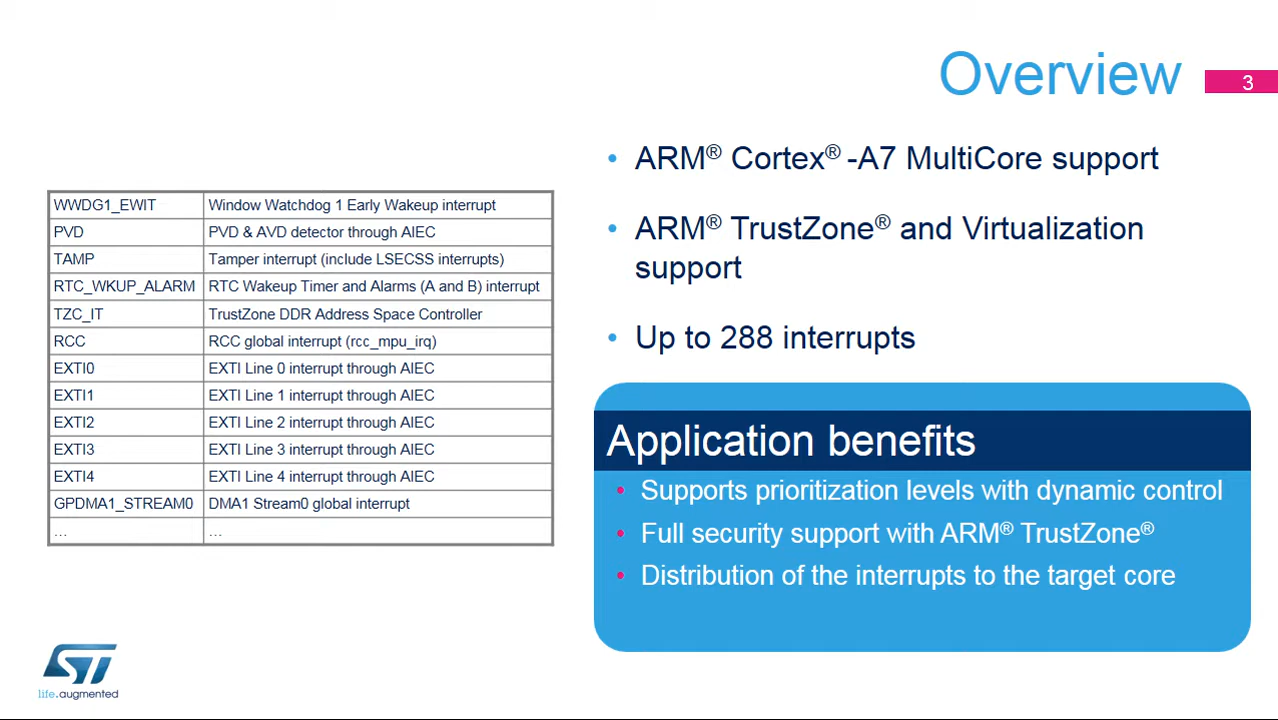 Overview
3
WWDG1_EWIT Window Watchdog 1 Early Wakeup interrupt
PVD PVD & AVD detector through AIEC
TAMP Tamper interrupt (include LSECSS interrupts)
RTC_WKUP_ALARM RTC Wakeup Timer and Alarms (A and B) interrupt
TZC_IT TrustZone DDR Address Space Controller
RCC RCC global interrupt (rcc_mpu_irq)
EXTI0 EXTI Line 0 interrupt through AIEC
EXTI1 EXTI Line 1 interrupt through AIEC
EXTI2 EXTI Line 2 interrupt through AIEC
EXTI3 EXTI Line 3 interrupt through AIEC
EXTI4 EXTI Line 4 interrupt through AIEC
GPDMA1_STREAM0 DMA1 Stream0 global interrupt
… …
• ARM® Cortex® -A7 MultiCore support
• ARM® TrustZone® and Virtualization
support
• Up to 288 interrupts
Application benefits
• Supports prioritization levels with dynamic control
• Full security support with ARM® TrustZone®
• Distribution of the interrupts to the target core
ST
life.augmented